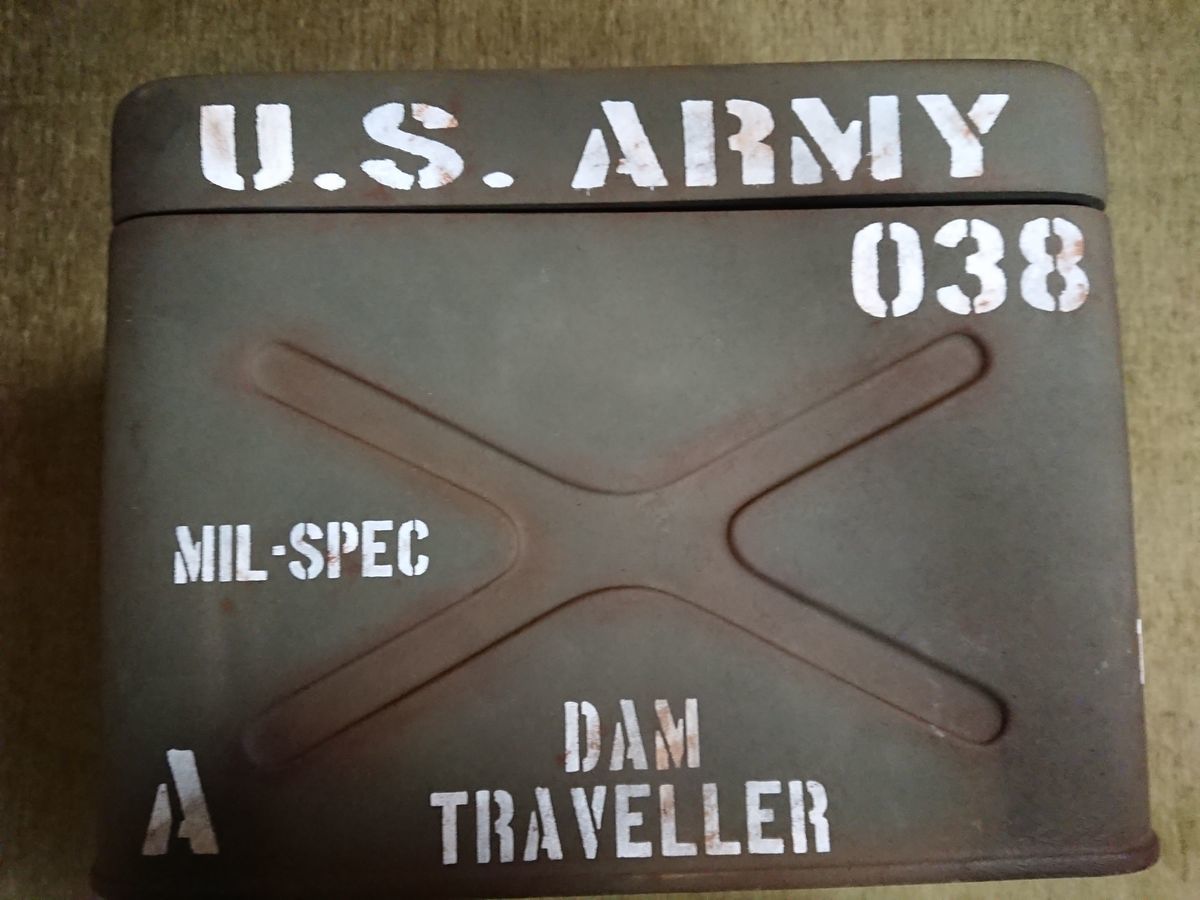 U.S. ARMY
038
MIL-SPEC
DAM
TRAVELLER
A